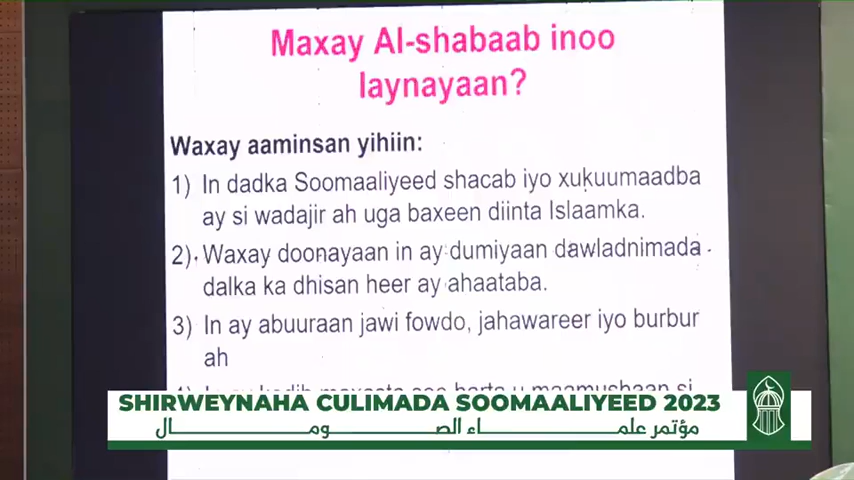 Maxay Al-shabaab inoo
laynayaan?
Waxay aaminsan yihiin:
1) In dadka Soomaaliyeed shacab iyo xukuumaadba
ay si wadajir ah uga baxeen diinta Islaamka.
2) Waxay doonayaan in ay dumiyaan dawladnimada
dalka ka dhisan heer ay ahaataba.
3) In ay abuuraan jawi fowdo, jahawareer iyo burbur
ah
SHIRWEYNAHA CULIMADA SOOMAALIYEED 2023
مؤتمر علمـــاء الصـــومـــال